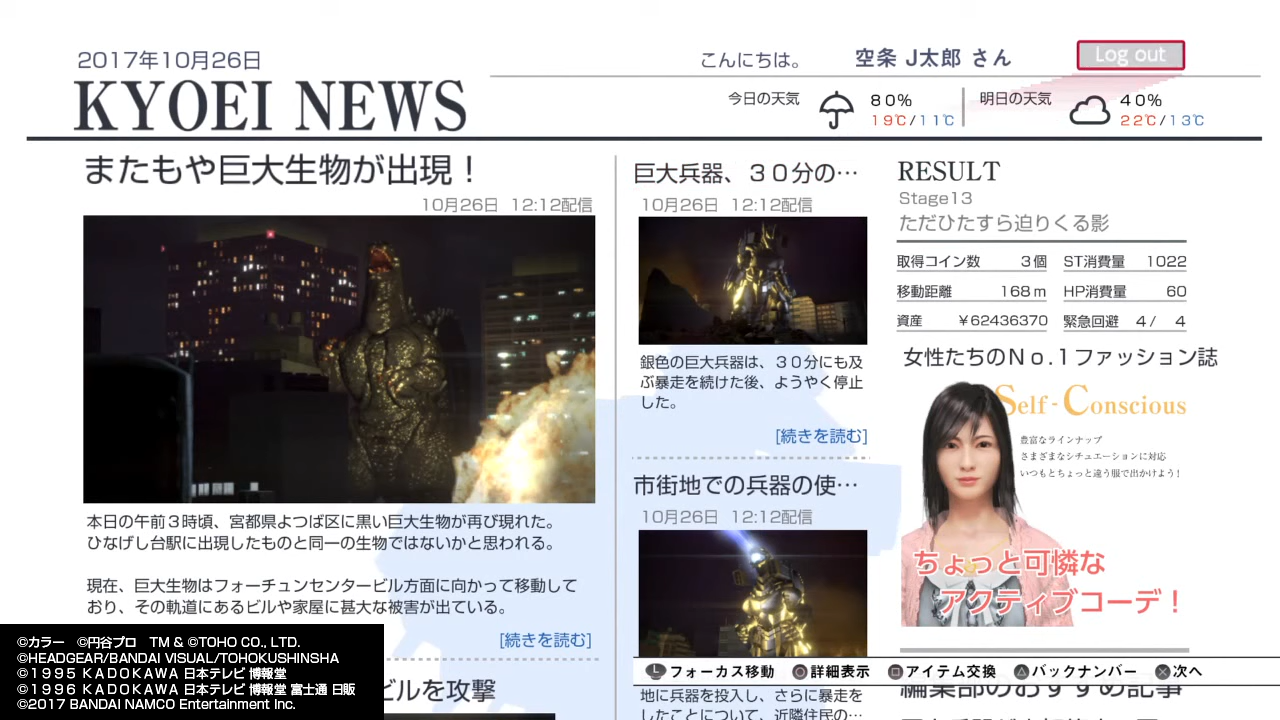 2017年10月26日
こんにちは。 空条 J太郎 さん
Log out
KYOEI NEWS
今日の天気
80%
19℃/11℃
明日の天気
40%
22℃/13℃
またもや巨大生物が出現！
10月26日 12:12配信
本日の午前３時頃、宮都県よつば区に黒い巨大生物が再び現れた。
ひなげし台駅に出現したものと同一の生物ではないかと思われる。
現在、巨大生物はフォーチュンセンタービル方面に向かって移動して
おり、その軌道にあるビルや家屋に甚大な被害が出ている。
[続きを読む]
ビルを攻撃
巨大兵器、３０分の…
10月26日 12:12配信
銀色の巨大兵器は、３０分にも及
ぶ暴走を続けた後、ようやく停止
した。
[続きを読む]
市街地での兵器の使…
10月26日 12:12配信
地に兵器を投入し、さらに暴走を
したことについて、近隣住民の…
RESULT
Stage13
ただひたすら迫りくる影
取得コイン数 3個 ST消費量 1022
移動距離 168m HP消費量 60
資産 ￥62436370 緊急回避 4/ 4
女性たちのＮｏ.１ファッション誌
Self-Conscious
豊富なラインナップ
さまざまなシチュエーションに対応
いつもとちょっと違う服で出かけよう！
ちょっと可憐な
アクティブコーデ！
編集部のおすすめ記事
L フォーカス移動 詳細表示 アイテム交換 バックナンバー 次へ
©カラー ©円谷プロ TM & ©TOHO CO., LTD.
©HEADGEAR/BANDAI VISUAL/TOHOKUSHINSHA
©１９９５ ＫＡＤＯＫＡＷＡ 日本テレビ 博報堂
©１９９６ ＫＡＤＯＫＡＷＡ 日本テレビ 博報堂 富士通 日販
©2017 BANDAI NAMCO Entertainment Inc.